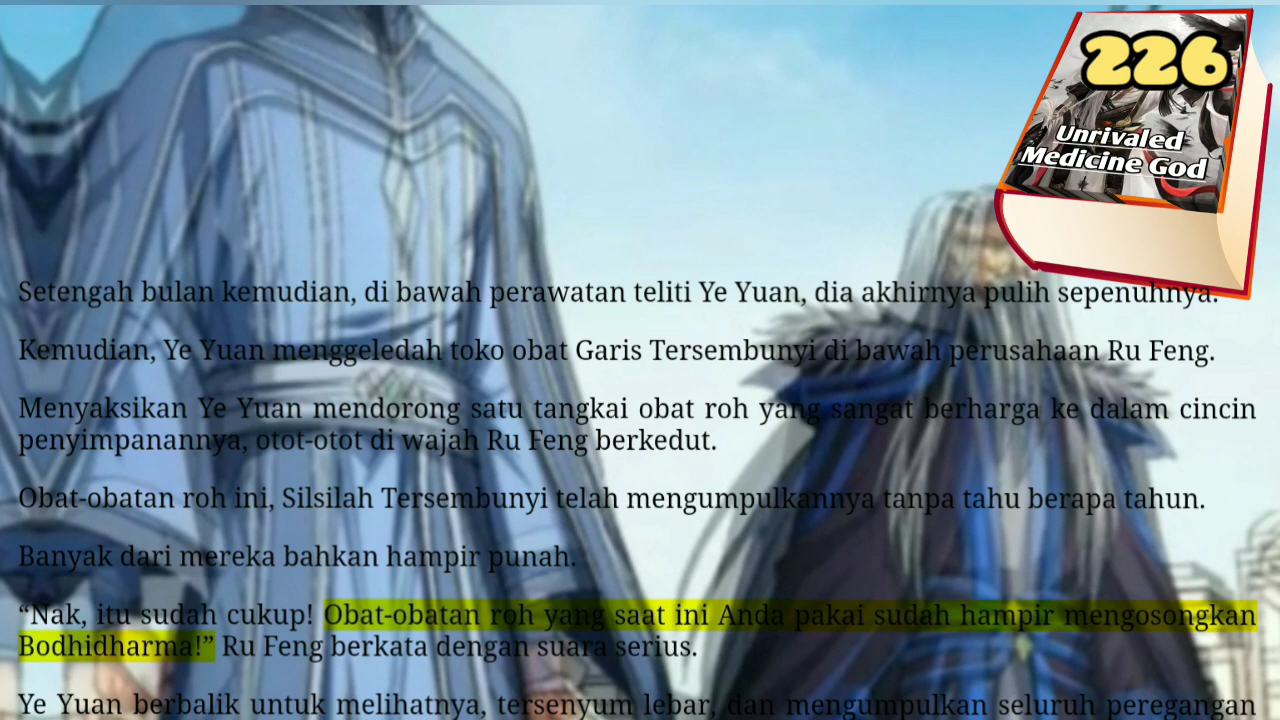 226
Unrivaled
Medicine God
Setengah bulan kemudian, di bawah perawatan teliti Ye Yuan, dia akhirnya pulih sepenuhnya.
Kemudian, Ye Yuan menggeledah toko obat Garis Tersembunyi di bawah perusahaan Ru Feng.
Menyaksikan Ye Yuan mendorong satu tangkai obat roh yang sangat berharga ke dalam cincin
penyimpanannya, otot-otot di wajah Ru Feng berkedut.
Obat-obatan roh ini, Silsilah Tersembunyi telah mengumpulkannya tanpa tahu berapa tahun.
Banyak dari mereka bahkan hampir punah.
“Nak, itu sudah cukup! Obat-obatan roh yang saat ini Anda pakai sudah hampir mengosongkan
Bodhidharma!” Ru Feng berkata dengan suara serius.
Ye Yuan berbalik untuk melihatnya, tersenyum lebar, dan mengumpulkan seluruh peregangan